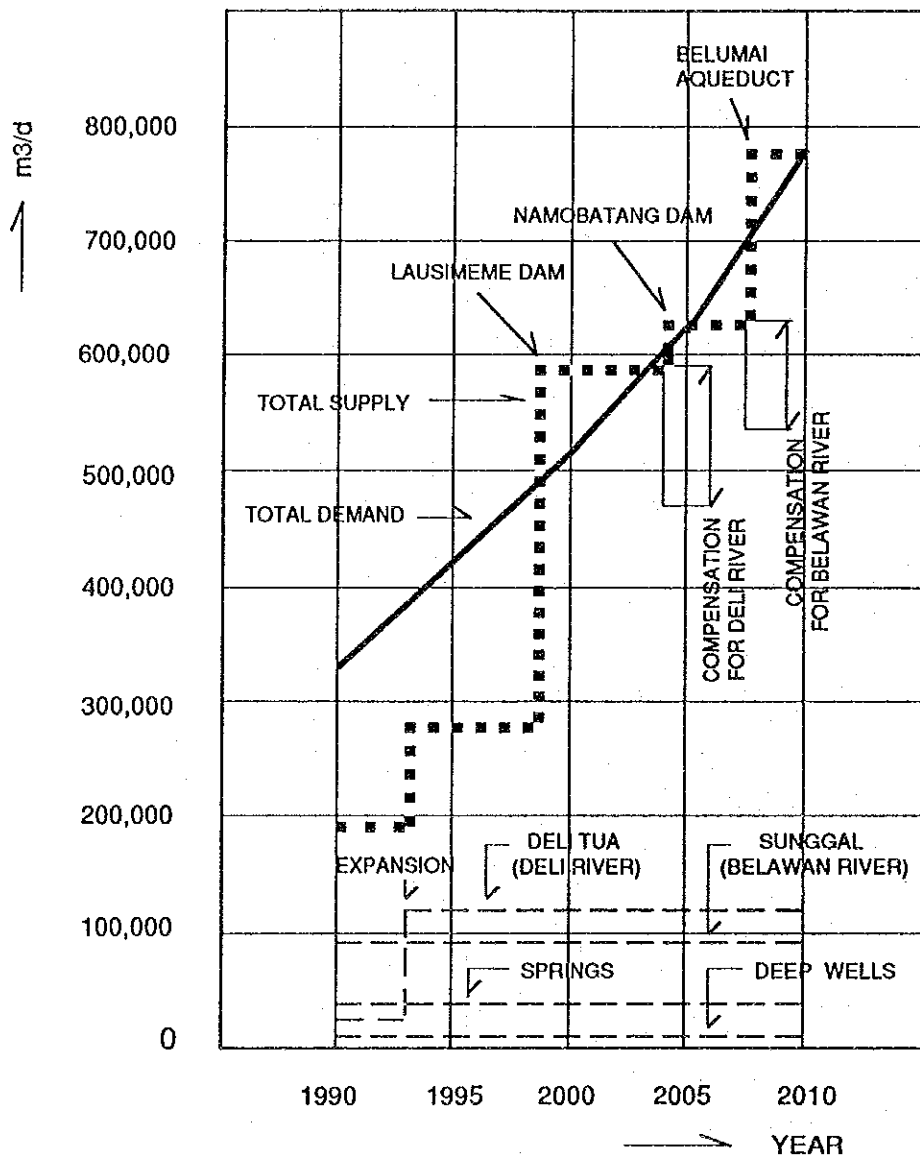 m3/d
800,000
700,000
600,000
500,000
400,000
300,000
200,000
100,000
0
BELUMAI
AQUEDUCT
NAMOBATANG DAM
LAUSIMEME DAM
TOTAL SUPPLY
TOTAL DEMAND
COMPENSATION
FOR DELI RIVER
COMPENSATION
FOR BELAWAN RIVER
EXPANSION
DELI TUA
(DELI RIVER)
SUNGGAL
(BELAWAN RIVER)
SPRINGS
DEEP WELLS
1990 1995 2000 2005 2010
YEAR